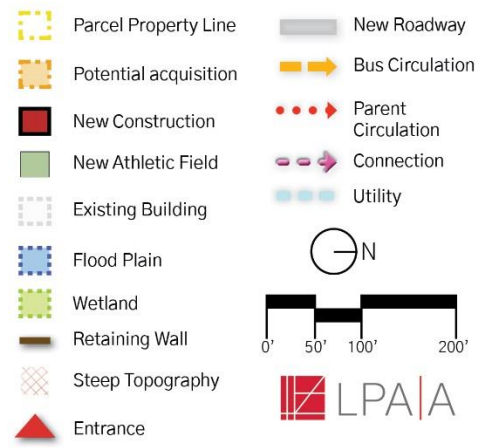 Parcel Property Line
Potential acquisition
New Construction
New Athletic Field
Existing Building
Flood Plain
Wetland
Retaining Wall
Steep Topography
Entrance
New Roadway
Bus Circulation
Parent
Circulation
Connection
Utility
N
0' 50' 100' 200'
LPA|A